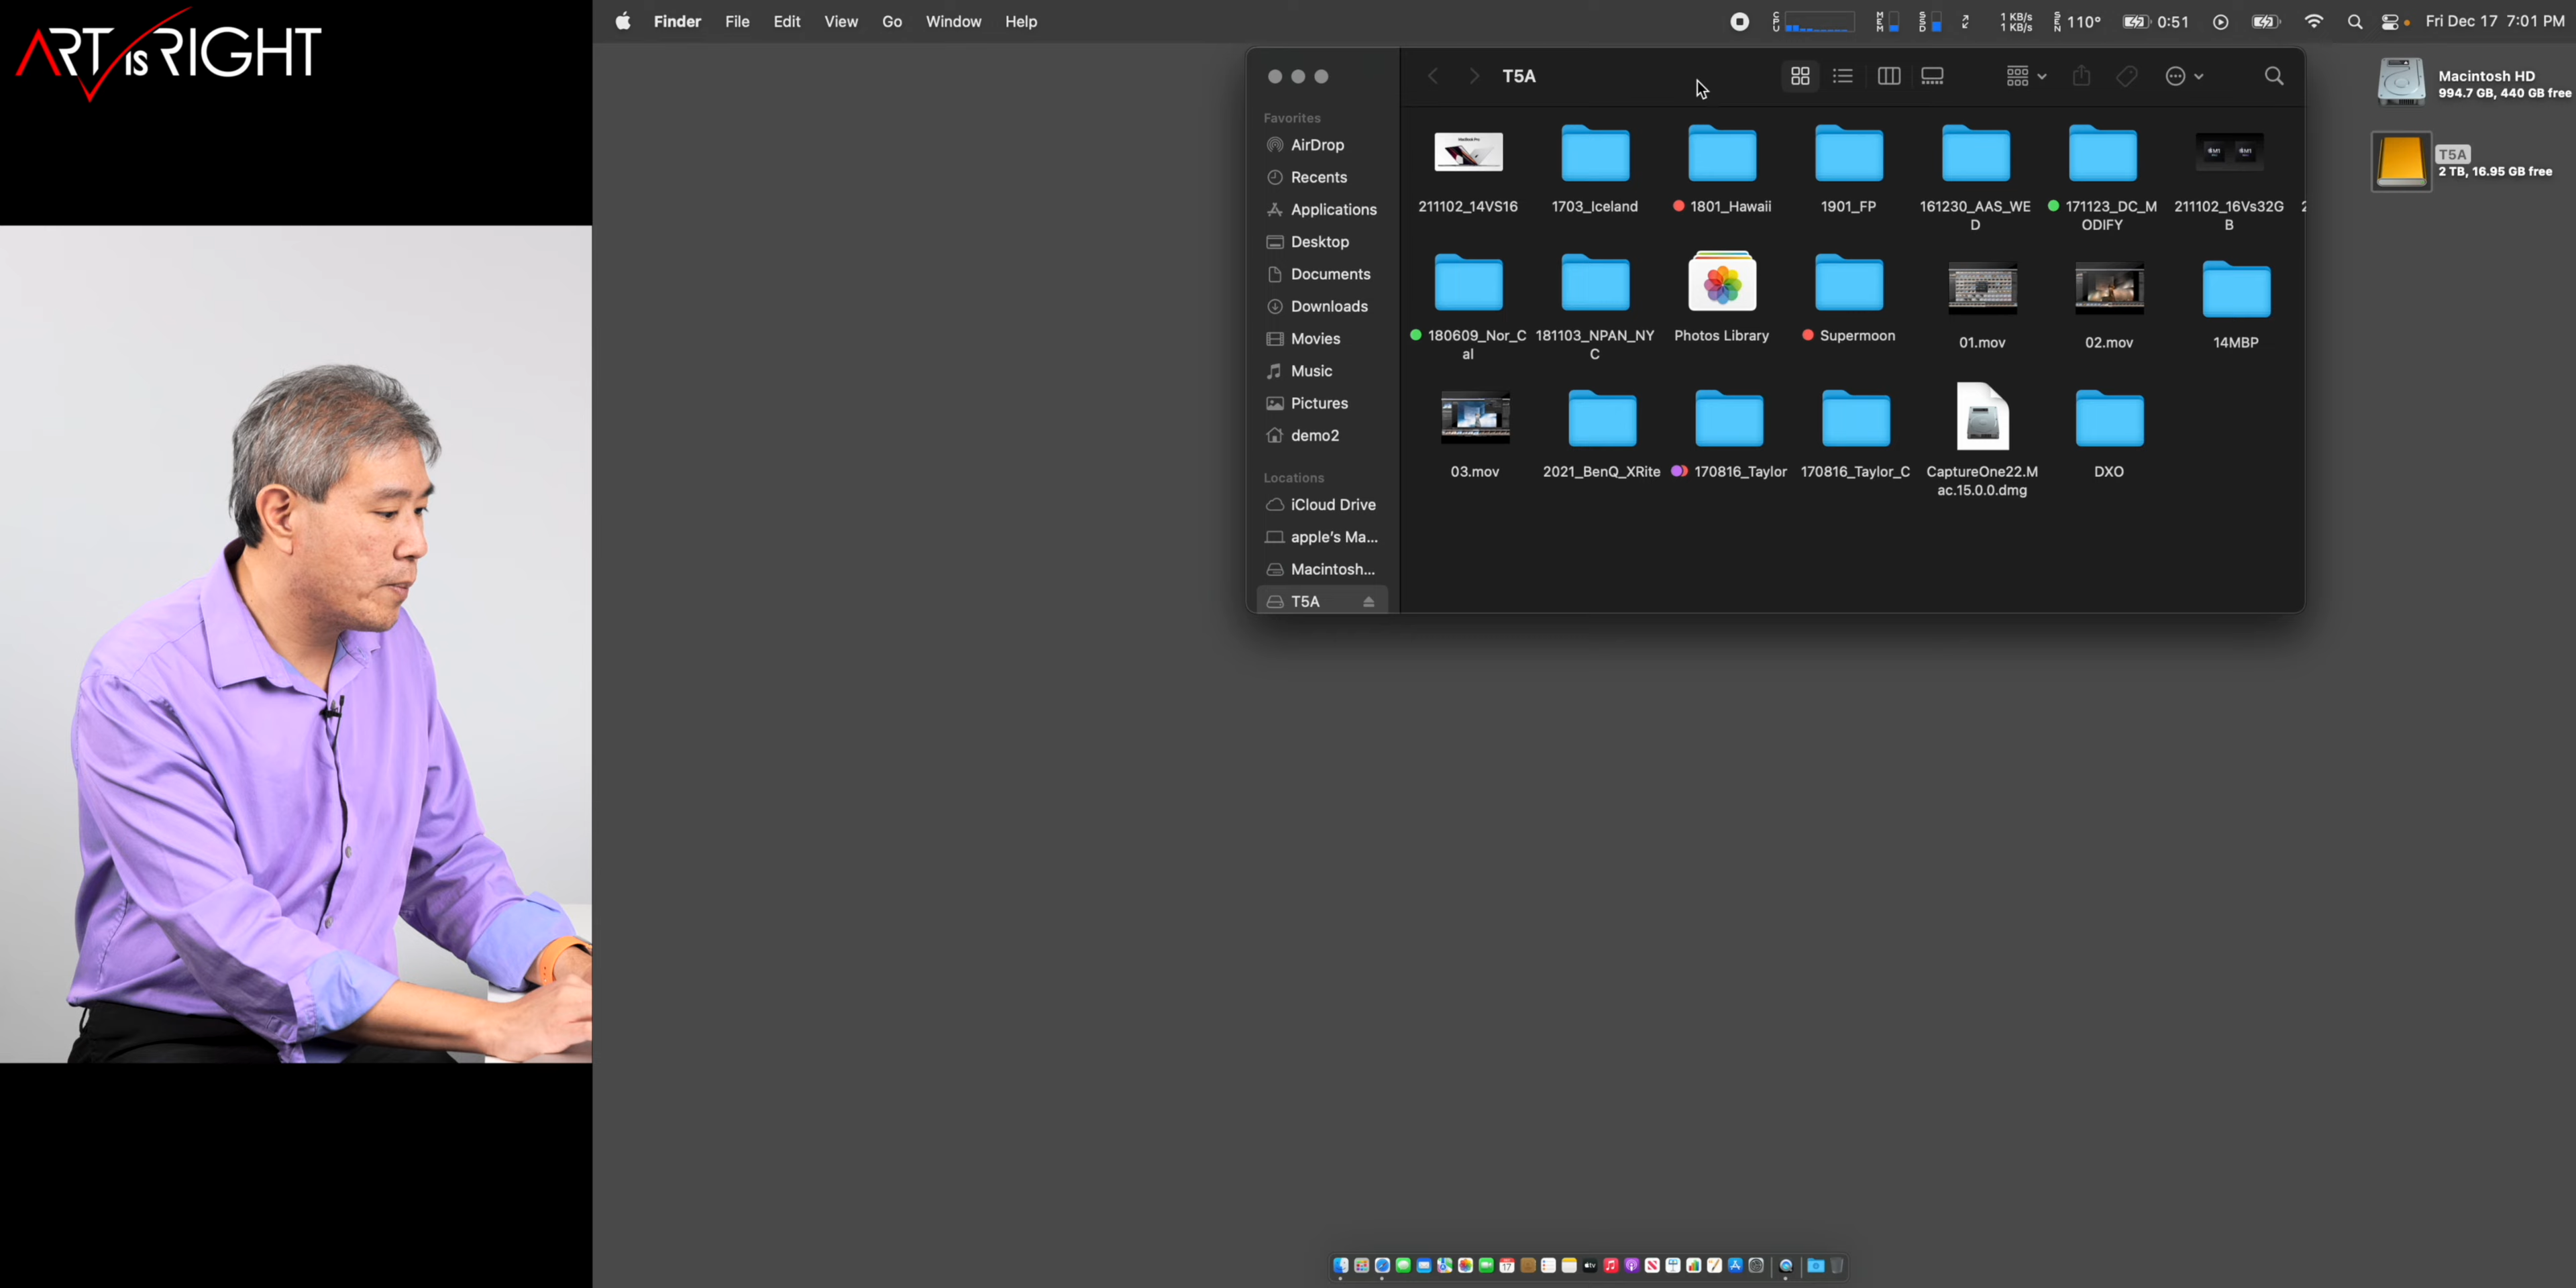 ART IS RIGHT
Finder File Edit View Go Window Help
CPU MEM SSD 1 KB/s 1 KB/s SEN 110° 0:51 Fri Dec 17 7:01 PM
T5A
Macintosh HD
994.7 GB, 440 GB free
T5A
2 TB, 16.95 GB free
Favorites
AirDrop
Recents
Applications
Desktop
Documents
Downloads
Movies
Music
Pictures
demo2
Locations
iCloud Drive
apple's Ma...
Macintosh...
T5A
211102_14VS16
1703_Iceland
1801_Hawaii
1901_FP
161230_AAS_WE
D
171123_DC_M
ODIFY
211102_16Vs32G
B
180609_Nor_C
al
181103_NPAN_NY
C
Photos Library
Supermoon
01.mov
02.mov
14MBP
03.mov
2021_BenQ_XRite
170816_Taylor
170816_Taylor_C
CaptureOne22.M
ac.15.0.0.dmg
DXO